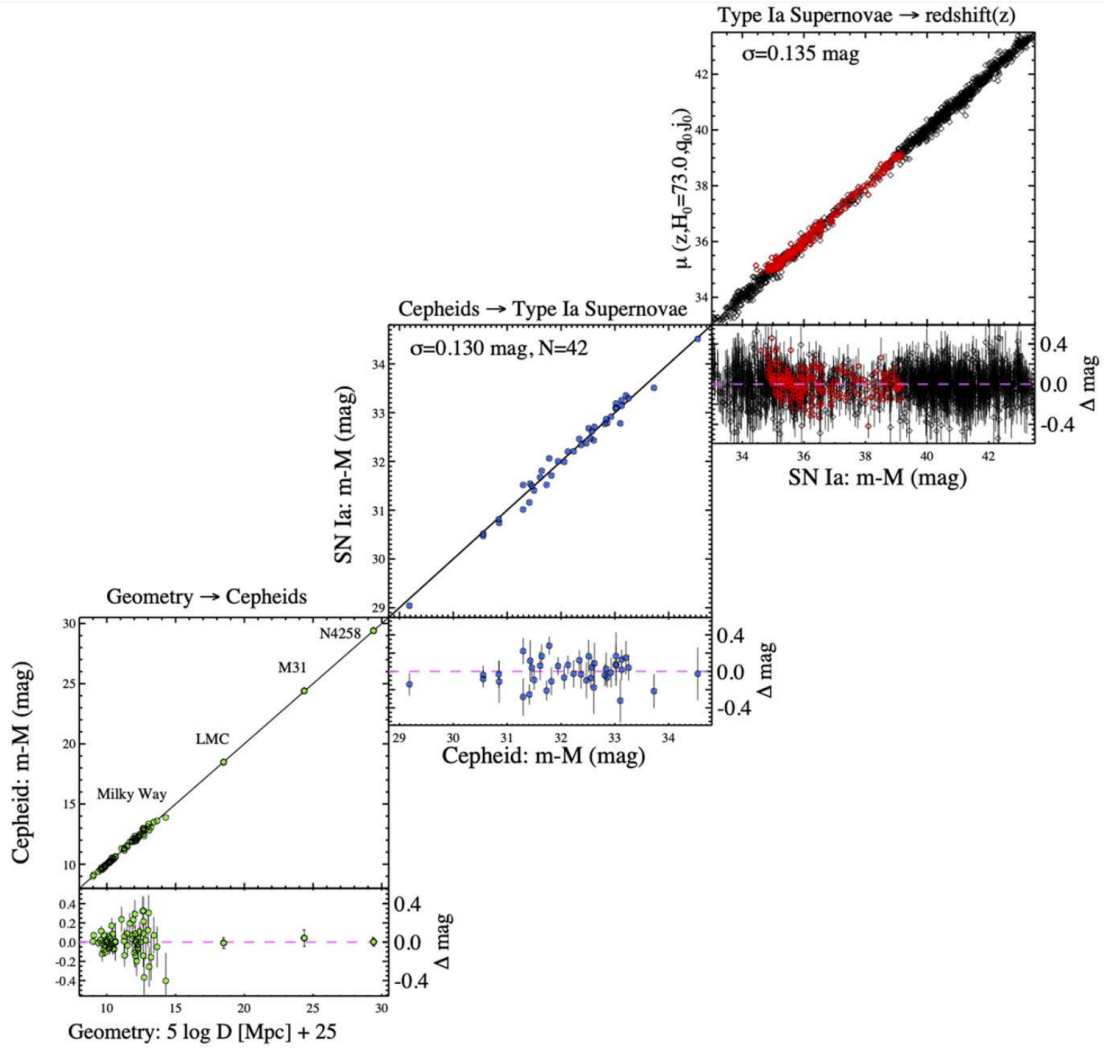 Type Ia Supernovae → redshift(z)
σ=0.135 mag
42
40
38
36
34
μ (z,H₀=73.0,q₀,j₀)
0.4
0.0
-0.4
Δ mag
34 36 38 40 42
SN Ia: m-M (mag)
Cepheids → Type Ia Supernovae
σ=0.130 mag, N=42
34
33
32
31
30
29
SN Ia: m-M (mag)
0.4
0.0
-0.4
Δ mag
29 30 31 32 33 34
Cepheid: m-M (mag)
Geometry → Cepheids
30
25
20
15
10
Cepheid: m-M (mag)
N4258
M31
LMC
Milky Way
0.4
0.2
0.0
-0.2
-0.4
0.4
0.0
-0.4
Δ mag
10 15 20 25 30
Geometry: 5 log D [Mpc] + 25